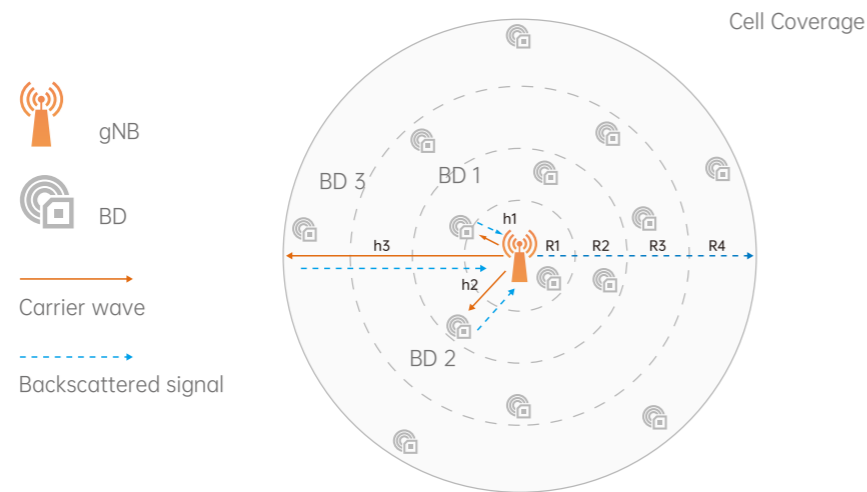 Cell Coverage
gNB
BD
Carrier wave
Backscattered signal
BD 3
BD 1
h1
h3
R1
R2
R3
R4
h2
BD 2